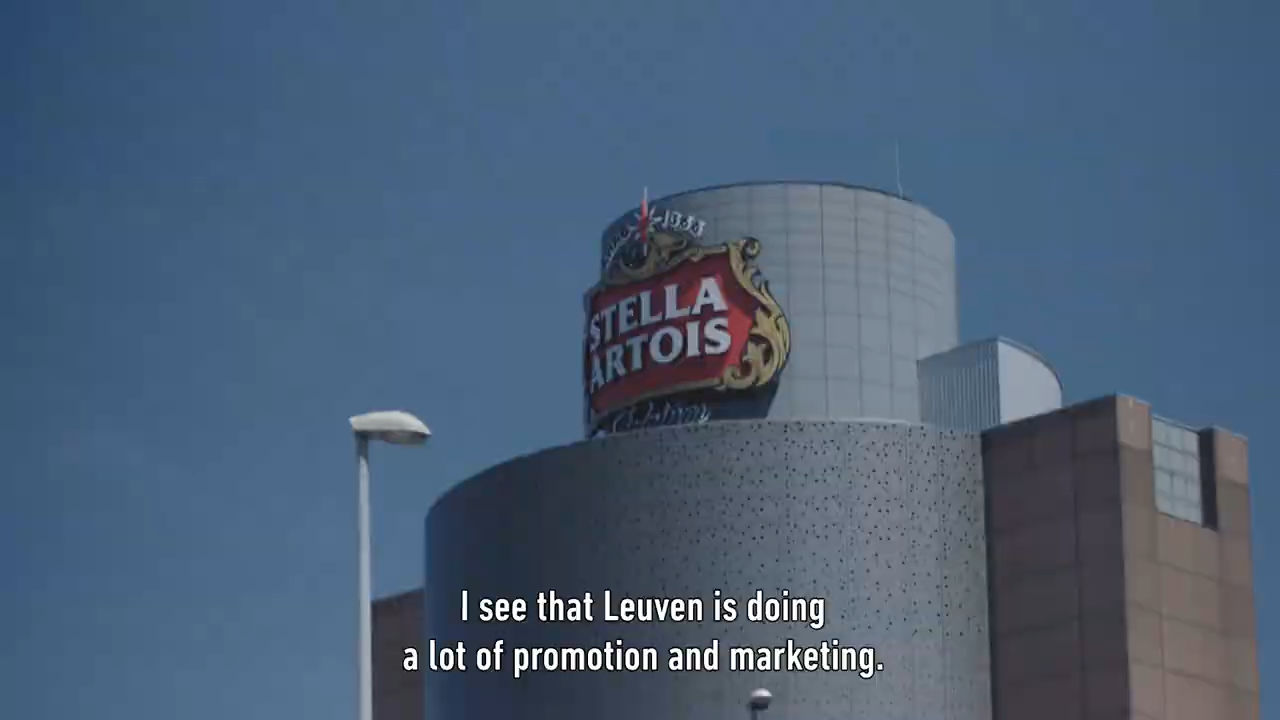 STELLA
ARTOIS
I see that Leuven is doing
a lot of promotion and marketing.